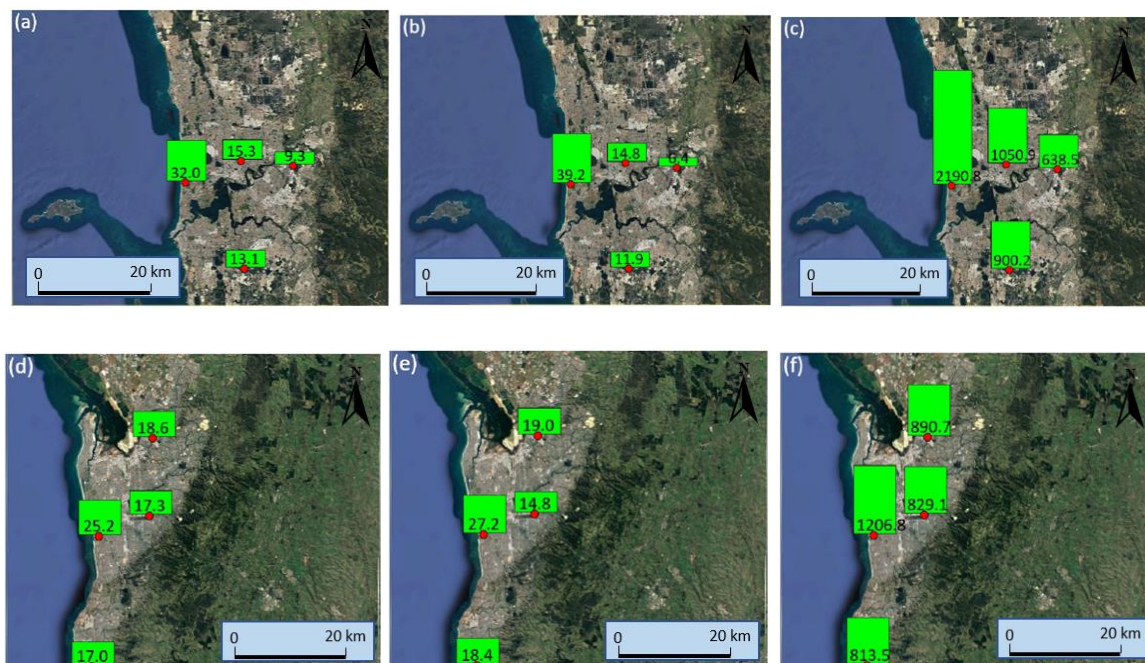 (a)
N
15.3
9.3
32.0
13.1
0 20 km
(b)
N
14.8
39.2
11.9
0 20 km
(c)
N
1050.9
638.5
2190.8
900.2
0 20 km
(d)
N
18.6
17.3
25.2
17.0
0 20 km
(e)
N
19.0
14.8
27.2
18.4
0 20 km
(f)
N
890.7
829.1
1206.8
813.5
0 20 km